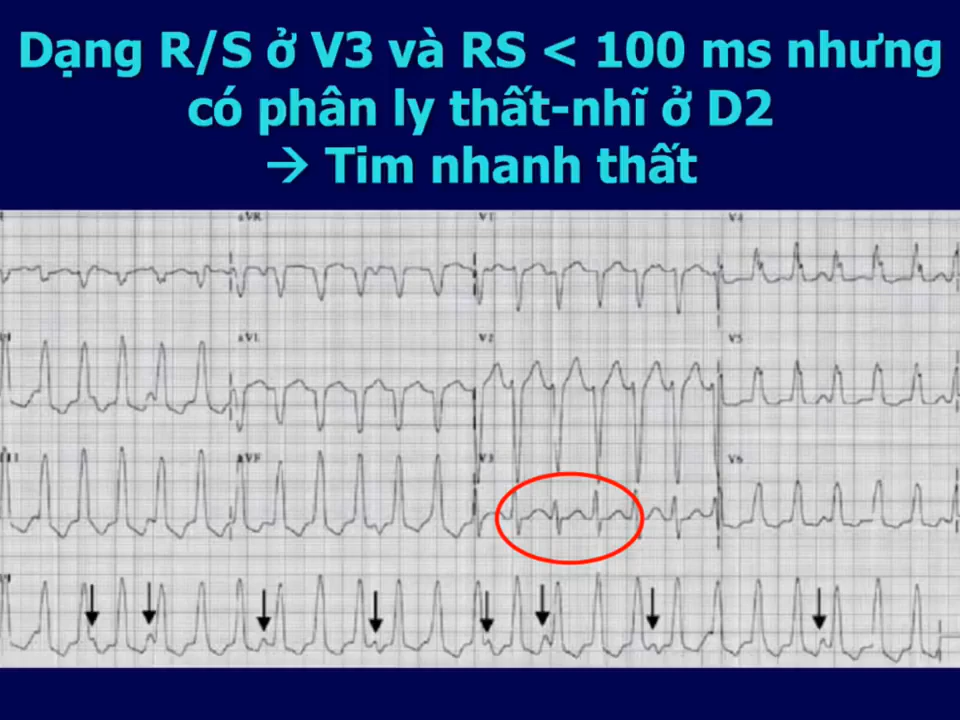 Dạng R/S ở V3 và RS < 100 ms nhưng
có phân ly thất-nhĩ ở D2
→ Tim nhanh thất
aVR
V1
V4
aVL
V2
V5
III
aVF
V3
V6